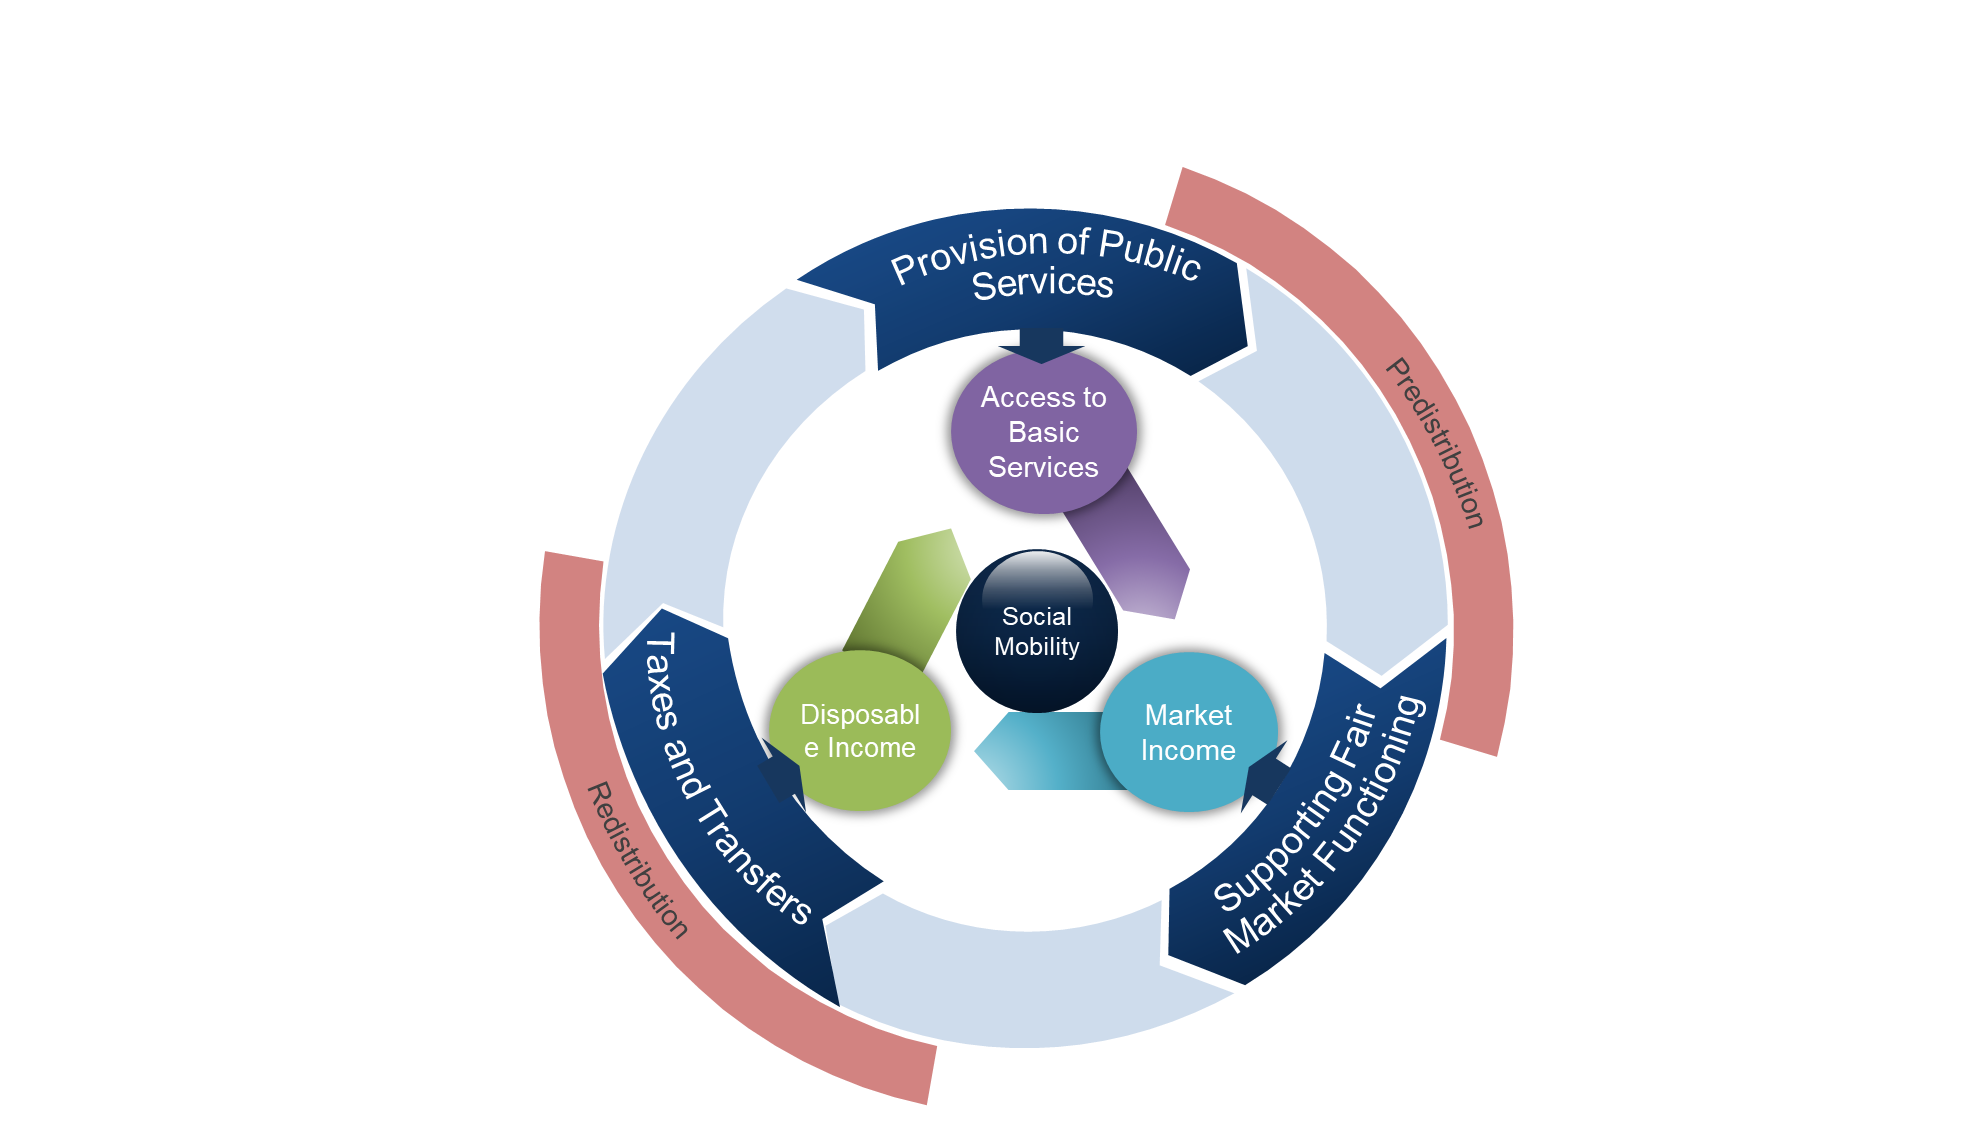 Provision of Public
Services
Predistribution
Access to
Basic
Services
Social
Mobility
Disposabl
e Income
Market
Income
Taxes and Transfers
Supporting Fair
Market Functioning
Redistribution